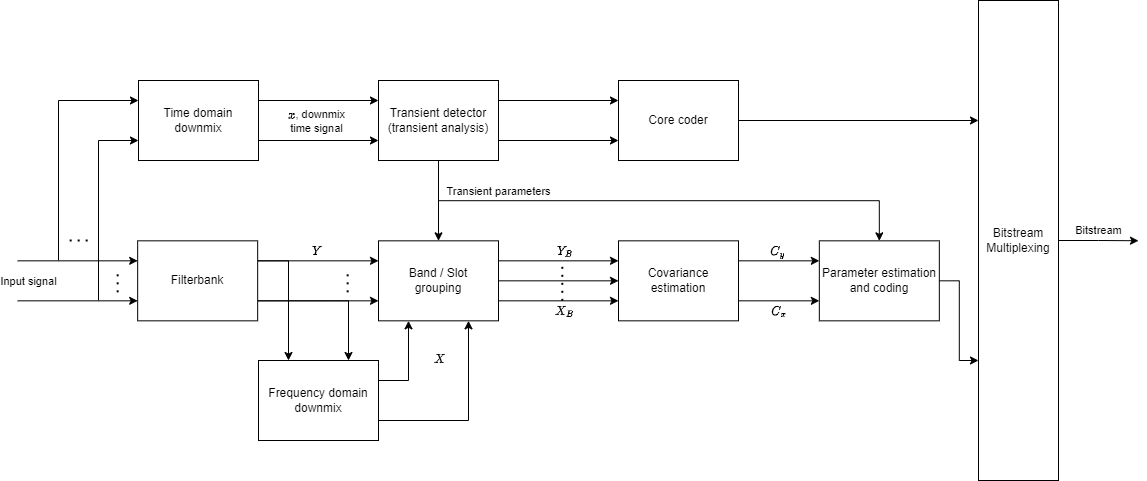 Time domain
downmix
x, downmix
time signal
Transient detector
(transient analysis)
Core coder
Transient parameters
Bitstream
Multiplexing
Bitstream
...
Input signal
Filterbank
Y
Band / Slot
grouping
Y_B
X_B
Covariance
estimation
C_y
C_x
Parameter estimation
and coding
X
Frequency domain
downmix